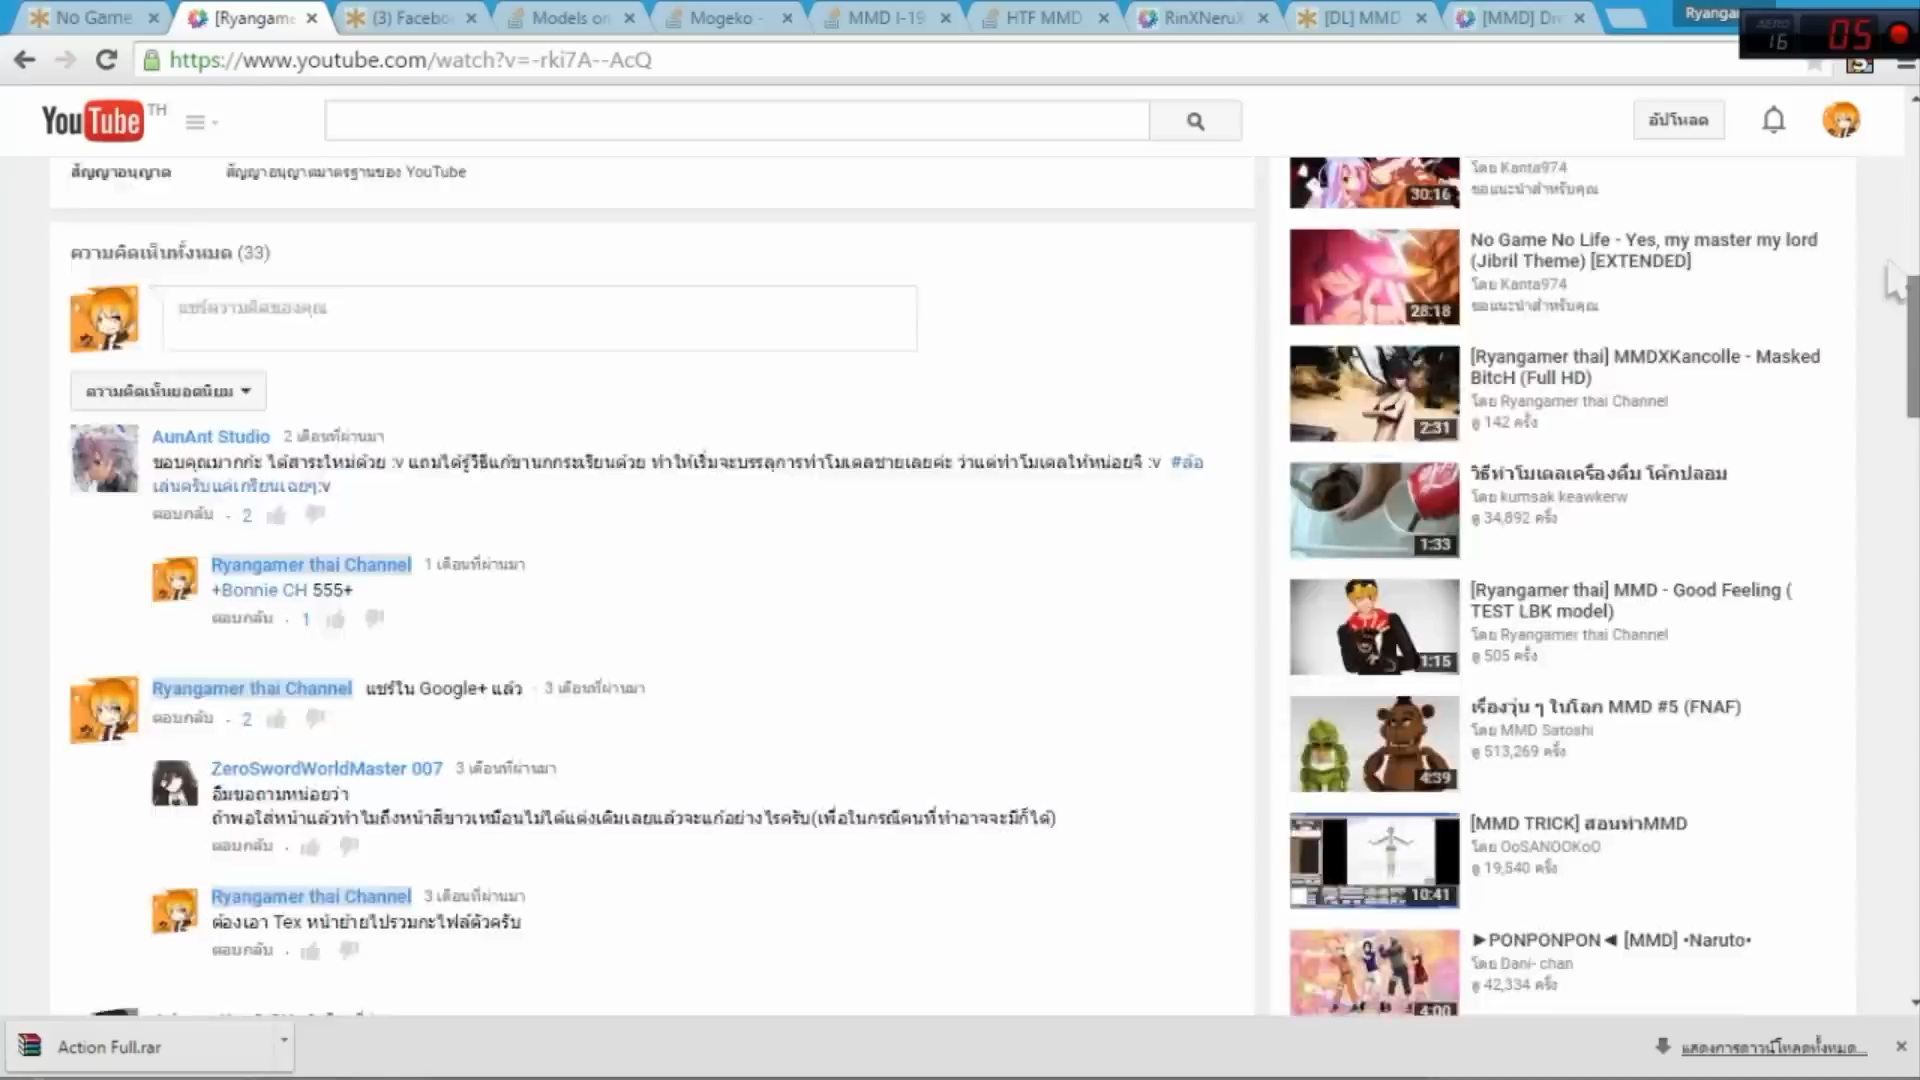 No Game
[Ryangame
(3) Facebo
Models on
Mogeko -
MMD I-19
HTF MMD
RinXNeruX
[DL] MMD
[MMD] Dr
Ryangam
16
05
https://www.youtube.com/watch?v=-rki7A--AcQ
YouTube TH
อัปโหลด
สัญญาอนุญาต
สัญญาอนุญาตมาตรฐานของ YouTube
ความคิดเห็นทั้งหมด (33)
แชร์ความคิดของคุณ
ความคิดเห็นยอดนิยม
AunAnt Studio 2 เดือนที่ผ่านมา
ขอบคุณมากก่ะ ได้สาระใหม่ด้วย :v แถมได้รู้วิธีแก้ขานกกระเรียนด้วย ทำให้เริ่มจะบรรลุการทำโมเดลชายเลยค่ะ ว่าแต่ทำโมเดลให้หน่อยจิ :v #ล้อ
เล่นครับแค่เกรียนเฉยๆ:v
ตอบกลับ · 2
Ryangamer thai Channel 1 เดือนที่ผ่านมา
+Bonnie CH 555+
ตอบกลับ · 1
Ryangamer thai Channel แชร์ใน Google+ แล้ว · 3 เดือนที่ผ่านมา
ตอบกลับ · 2
ZeroSwordWorldMaster 007 3 เดือนที่ผ่านมา
อืมขอถามหน่อยว่า
ถ้าพอใส่หน้าแล้วทำไมถึงหน้าสีขาวเหมือนไม่ได้แต่งเติมเลยแล้วจะแก้อย่างไรครับ(เพื่อในกรณีคนที่ทำอาจจะมีก็ได้)
ตอบกลับ ·
Ryangamer thai Channel 3 เดือนที่ผ่านมา
ต้องเอา Tex หน้าย้ายไปรวมกะไฟล์ตัวครับ
ตอบกลับ ·
โดย Kanta974
ขอแนะนำสำหรับคุณ
30:16
No Game No Life - Yes, my master my lord
(Jibril Theme) [EXTENDED]
โดย Kanta974
ขอแนะนำสำหรับคุณ
28:18
[Ryangamer thai] MMDXKancolle - Masked
BitcH (Full HD)
โดย Ryangamer thai Channel
ดู 142 ครั้ง
2:31
วิธีทำโมเดลเครื่องดื่ม โค้กปลอม
โดย kumsak keawkerw
ดู 34,892 ครั้ง
1:33
[Ryangamer thai] MMD - Good Feeling (
TEST LBK model)
โดย Ryangamer thai Channel
ดู 505 ครั้ง
1:15
เรื่องวุ่น ๆ ในโลก MMD #5 (FNAF)
โดย MMD Satoshi
ดู 513,269 ครั้ง
4:39
[MMD TRICK] สอนทำMMD
โดย OoSANOOKoO
ดู 19,540 ครั้ง
10:41
►PONPONPON◄ [MMD] •Naruto•
โดย Dani- chan
ดู 42,334 ครั้ง
4:00
Action Full.rar
แสดงการดาวน์โหลดทั้งหมด...